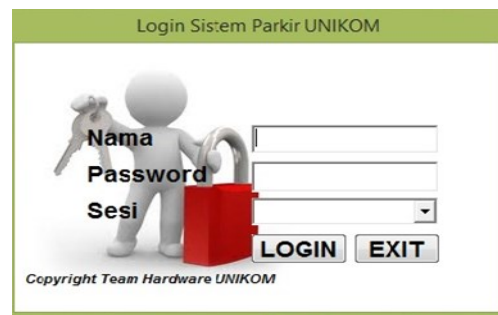 Login Sistem Parkir UNIKOM
Nama
Password
Sesi
LOGIN EXIT
Copyright Team Hardware UNIKOM